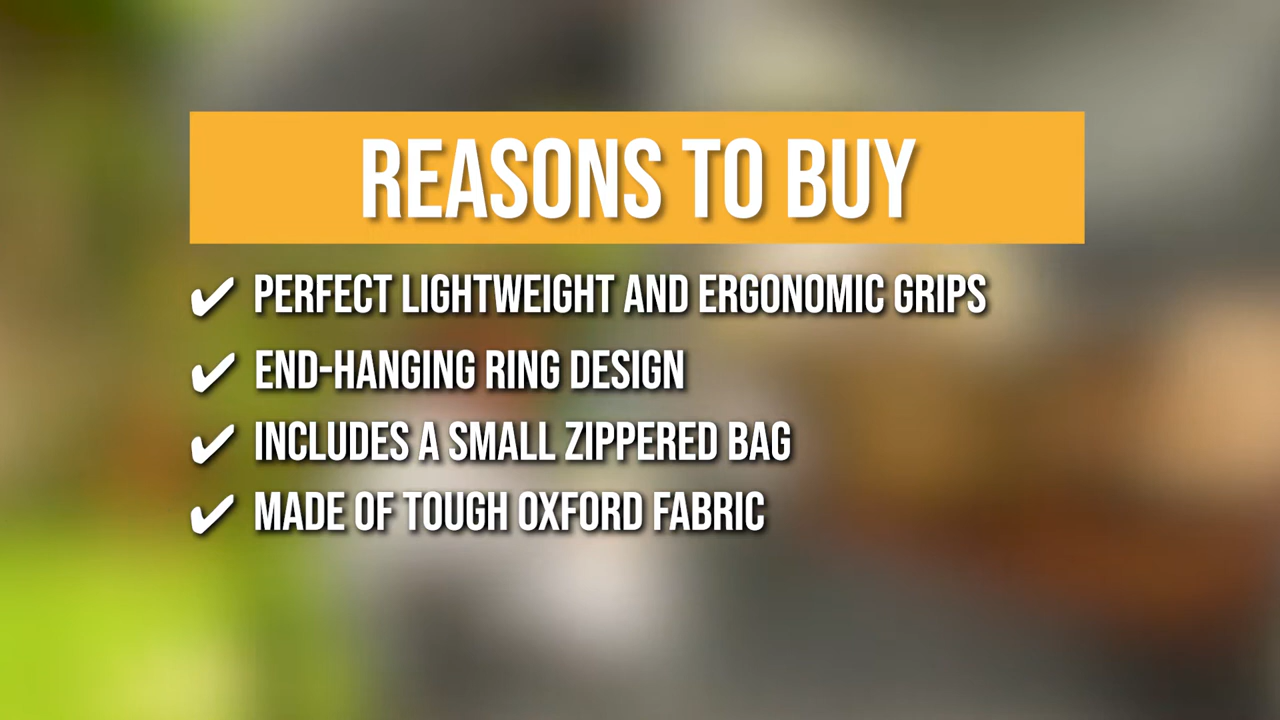 REASONS TO BUY
✔ PERFECT LIGHTWEIGHT AND ERGONOMIC GRIPS
✔ END-HANGING RING DESIGN
✔ INCLUDES A SMALL ZIPPERED BAG
✔ MADE OF TOUGH OXFORD FABRIC